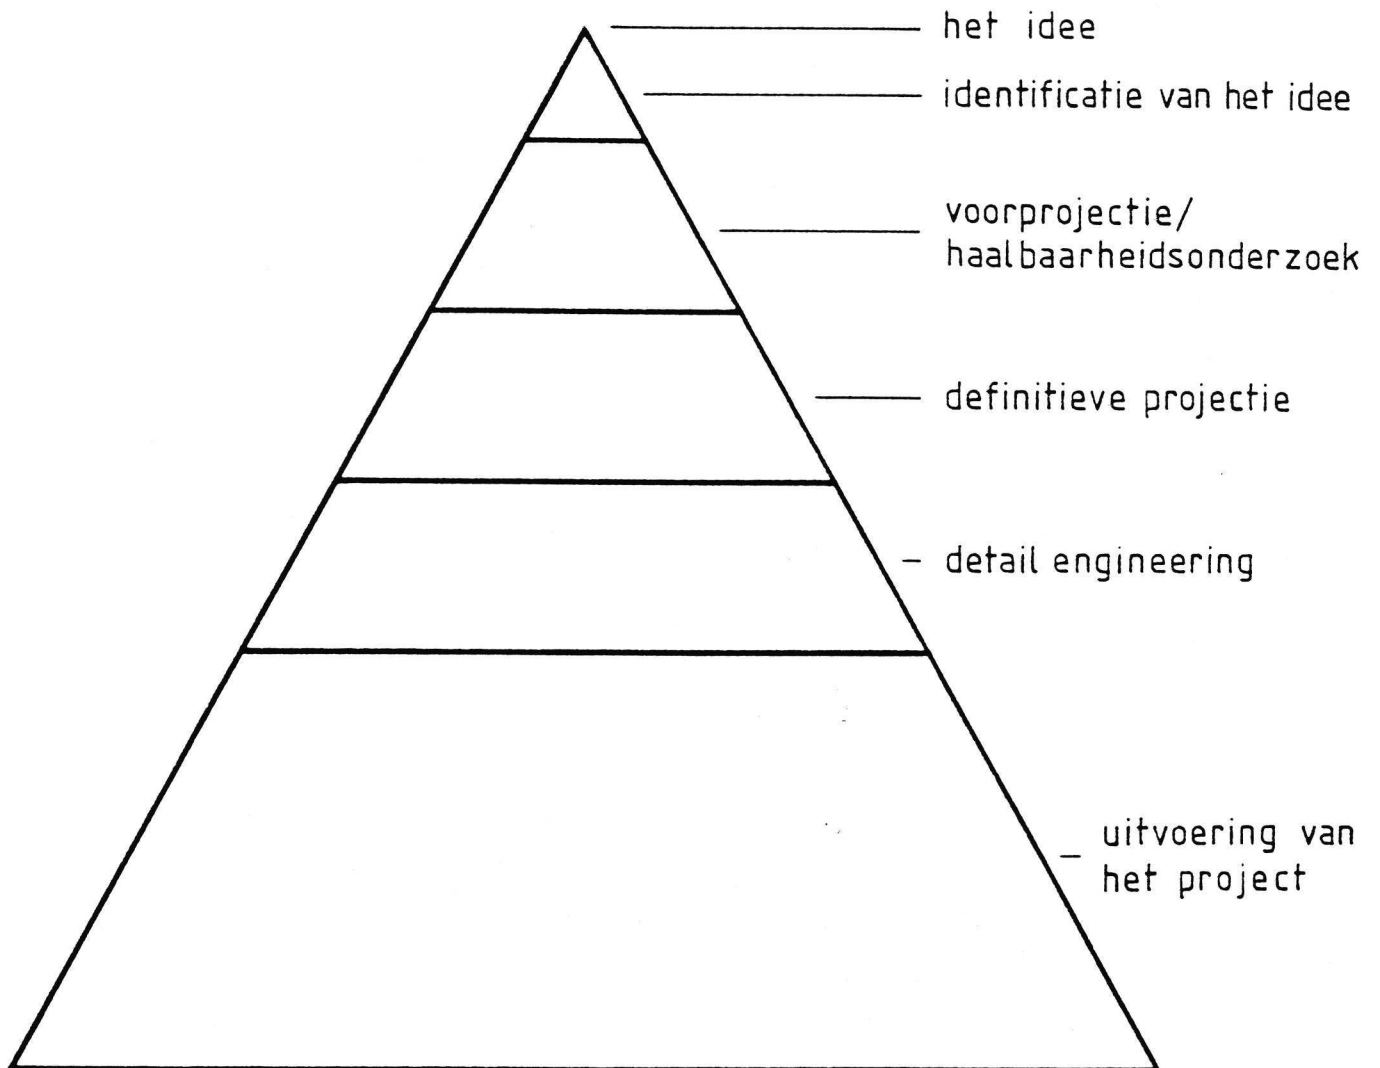 het idee
identificatie van het idee
voorprojectie/
haalbaarheidsonderzoek
definitieve projectie
detail engineering
uitvoering van
het project